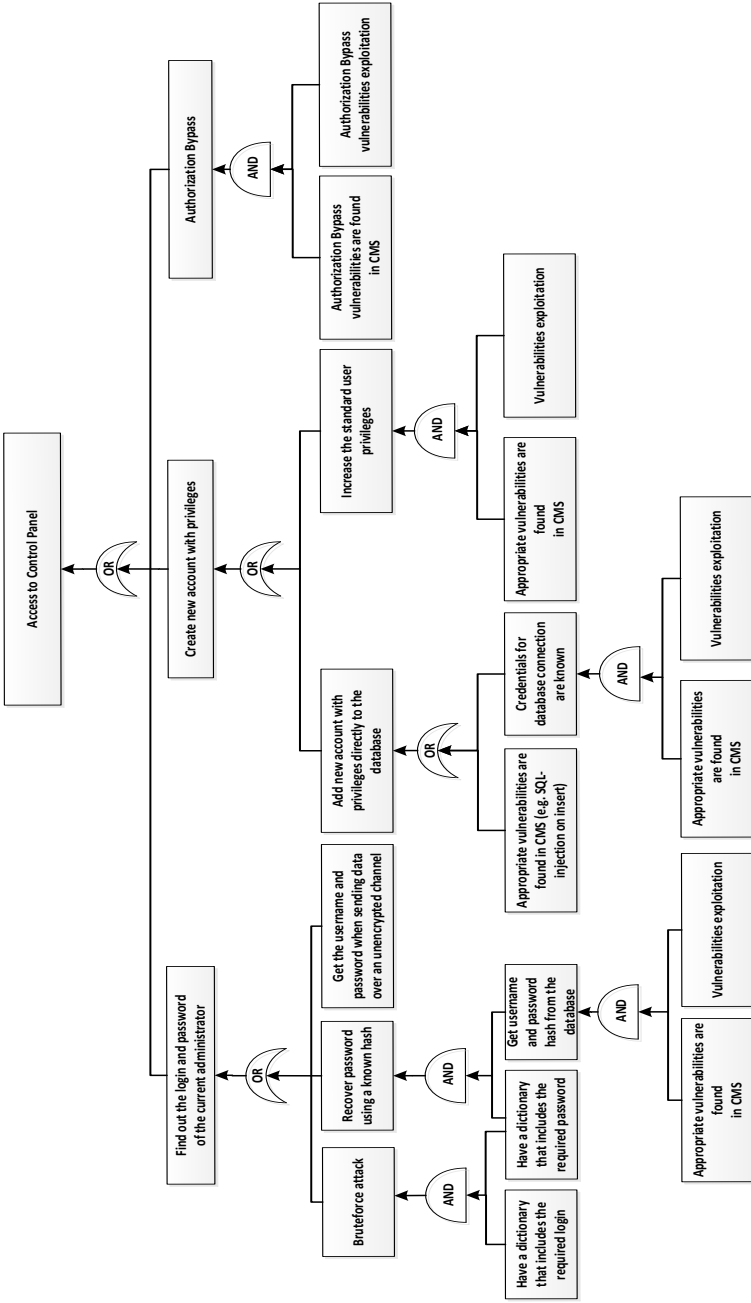 Access to Control Panel
OR
Find out the login and password
of the current administrator
Create new account with privileges
Authorization Bypass
OR
OR
AND
Bruteforce attack
Recover password
using a known hash
Get the username and
password when sending data
over an unencrypted channel
Add new account with
privileges directly to the
database
Increase the standard user
privileges
Authorization Bypass
vulnerabilities are found
in CMS
Authorization Bypass
vulnerabilities exploitation
AND
AND
OR
AND
Have a dictionary
that includes the
required login
Have a dictionary
that includes the
required password
Get username
and password
hash from the
database
Appropriate vulnerabilities are
found in CMS (e.g. SQL-
injection on insert)
Credentials for
database connection
are known
Appropriate vulnerabilities are
found
in CMS
Vulnerabilities exploitation
AND
AND
Appropriate vulnerabilities are
found
in CMS
Vulnerabilities exploitation
Appropriate vulnerabilities
are found
in CMS
Vulnerabilities exploitation